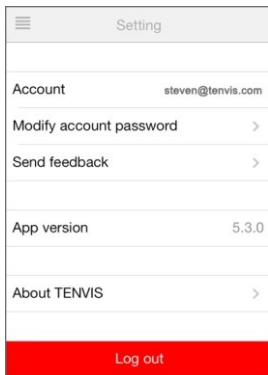 Setting
Account steven@tenvis.com
Modify account password
Send feedback
App version 5.3.0
About TENVIS
Log out